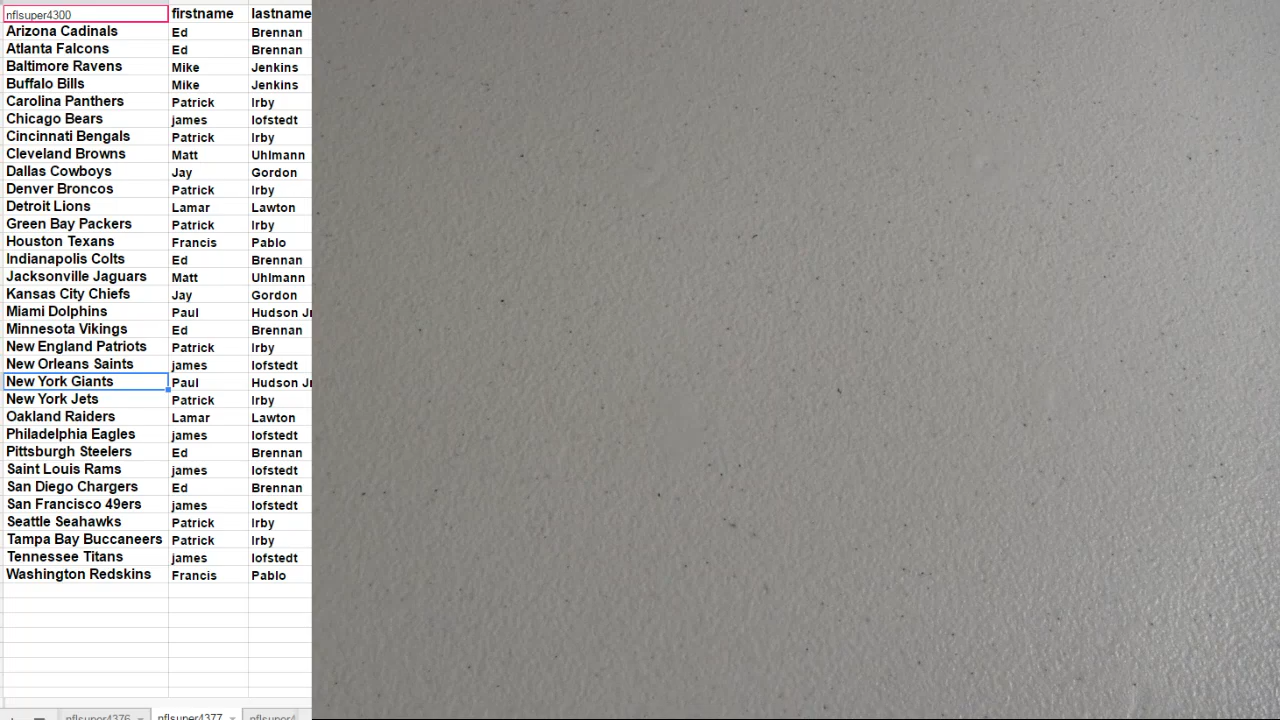 nflsuper4300 firstname lastname
Arizona Cadinals Ed Brennan
Atlanta Falcons Ed Brennan
Baltimore Ravens Mike Jenkins
Buffalo Bills Mike Jenkins
Carolina Panthers Patrick Irby
Chicago Bears james lofstedt
Cincinnati Bengals Patrick Irby
Cleveland Browns Matt Uhlmann
Dallas Cowboys Jay Gordon
Denver Broncos Patrick Irby
Detroit Lions Lamar Lawton
Green Bay Packers Patrick Irby
Houston Texans Francis Pablo
Indianapolis Colts Ed Brennan
Jacksonville Jaguars Matt Uhlmann
Kansas City Chiefs Jay Gordon
Miami Dolphins Paul Hudson Jr
Minnesota Vikings Ed Brennan
New England Patriots Patrick Irby
New Orleans Saints james lofstedt
New York Giants Paul Hudson Jr
New York Jets Patrick Irby
Oakland Raiders Lamar Lawton
Philadelphia Eagles james lofstedt
Pittsburgh Steelers Ed Brennan
Saint Louis Rams james lofstedt
San Diego Chargers Ed Brennan
San Francisco 49ers james lofstedt
Seattle Seahawks Patrick Irby
Tampa Bay Buccaneers Patrick Irby
Tennessee Titans james lofstedt
Washington Redskins Francis Pablo
nflsuper4376 nflsuper4377 nflsuper4